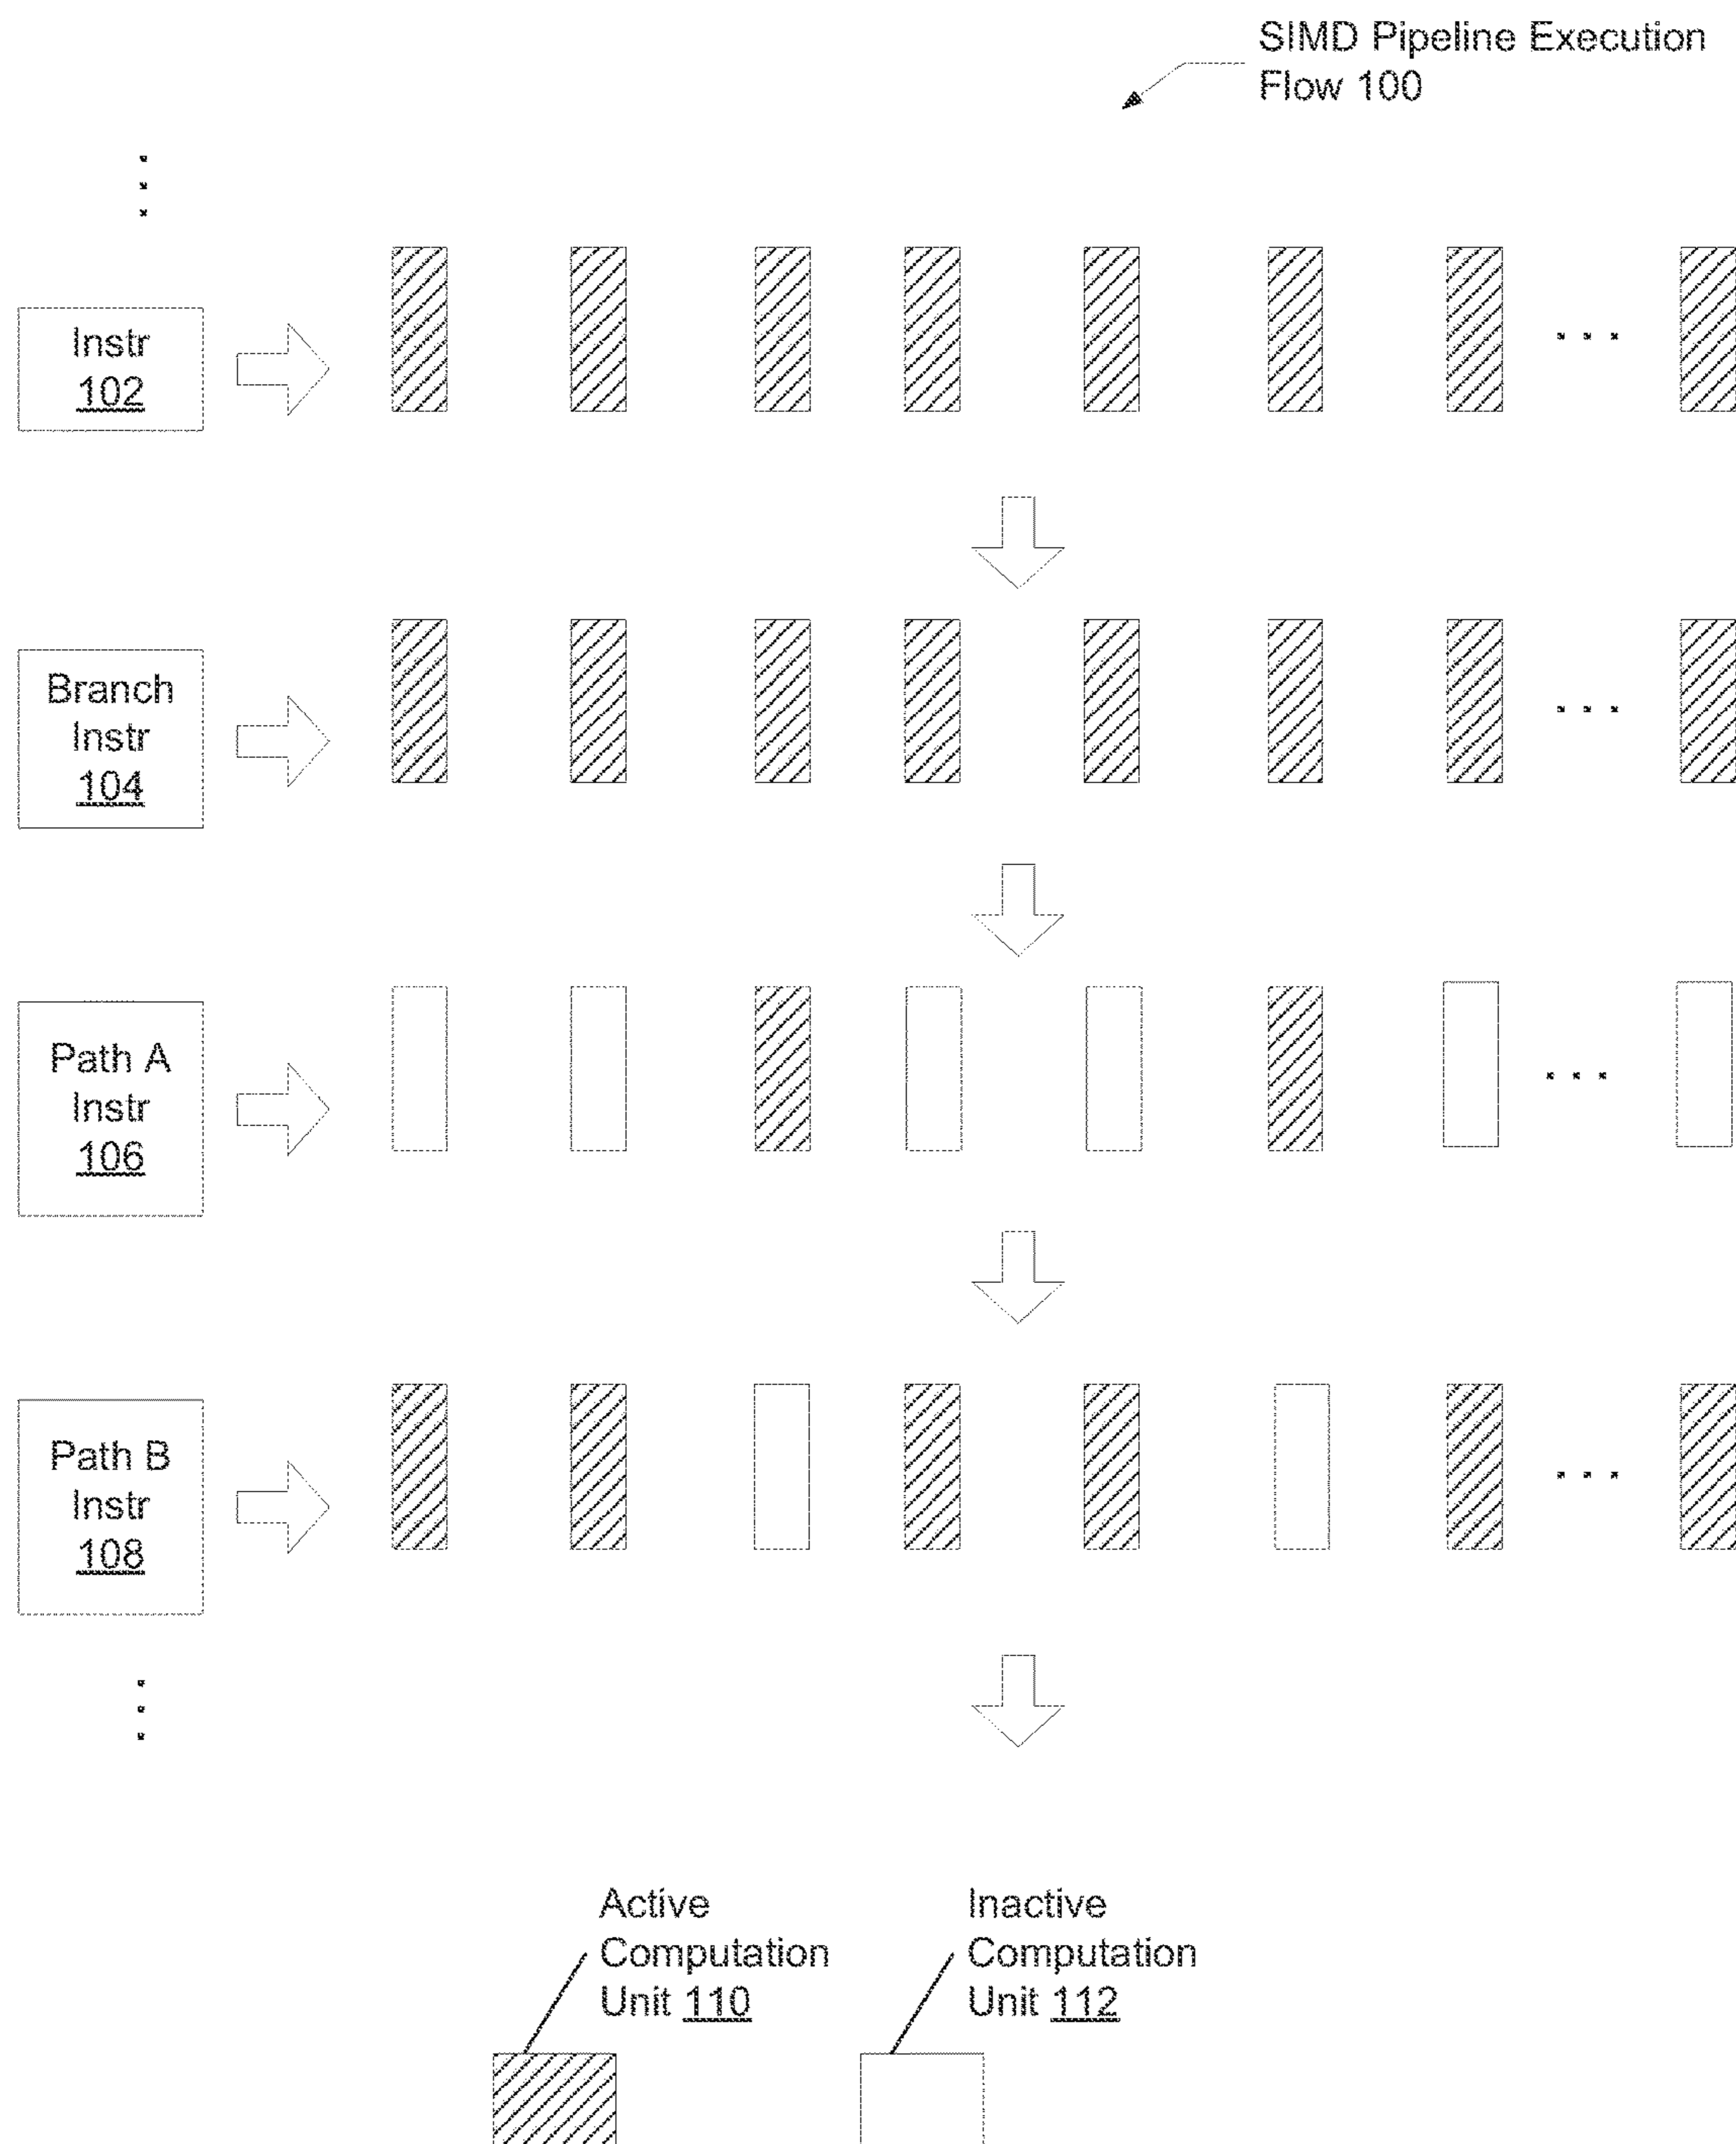 SIMD Pipeline Execution
Flow 100
Instr
102
Branch
Instr
104
Path A
Instr
106
Path B
Instr
108
Active
Computation
Unit 110
Inactive
Computation
Unit 112